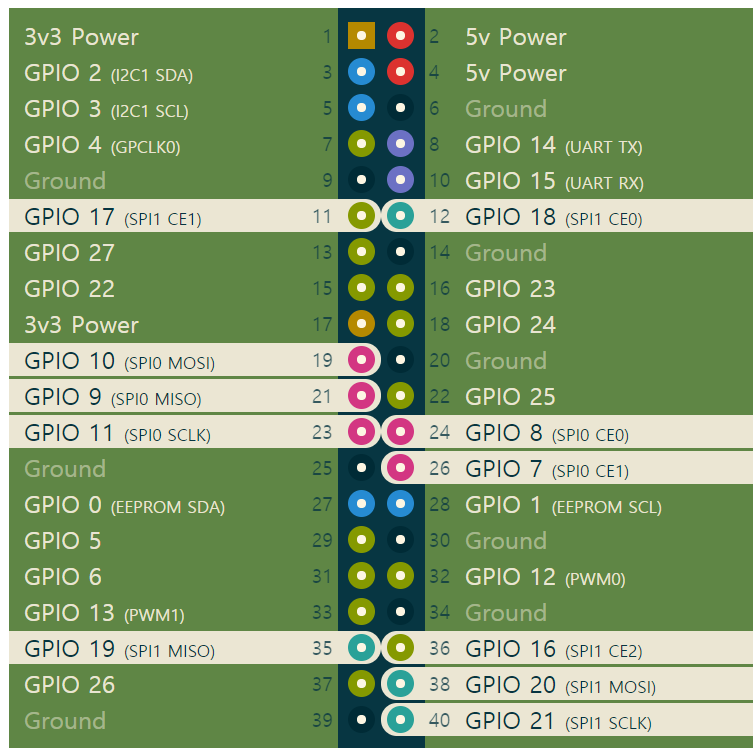 3v3 Power 1 2 5v Power
GPIO 2 (I2C1 SDA) 3 4 5v Power
GPIO 3 (I2C1 SCL) 5 6 Ground
GPIO 4 (GPCLK0) 7 8 GPIO 14 (UART TX)
Ground 9 10 GPIO 15 (UART RX)
GPIO 17 (SPI1 CE1) 11 12 GPIO 18 (SPI1 CE0)
GPIO 27 13 14 Ground
GPIO 22 15 16 GPIO 23
3v3 Power 17 18 GPIO 24
GPIO 10 (SPI0 MOSI) 19 20 Ground
GPIO 9 (SPI0 MISO) 21 22 GPIO 25
GPIO 11 (SPI0 SCLK) 23 24 GPIO 8 (SPI0 CE0)
Ground 25 26 GPIO 7 (SPI0 CE1)
GPIO 0 (EEPROM SDA) 27 28 GPIO 1 (EEPROM SCL)
GPIO 5 29 30 Ground
GPIO 6 31 32 GPIO 12 (PWM0)
GPIO 13 (PWM1) 33 34 Ground
GPIO 19 (SPI1 MISO) 35 36 GPIO 16 (SPI1 CE2)
GPIO 26 37 38 GPIO 20 (SPI1 MOSI)
Ground 39 40 GPIO 21 (SPI1 SCLK)